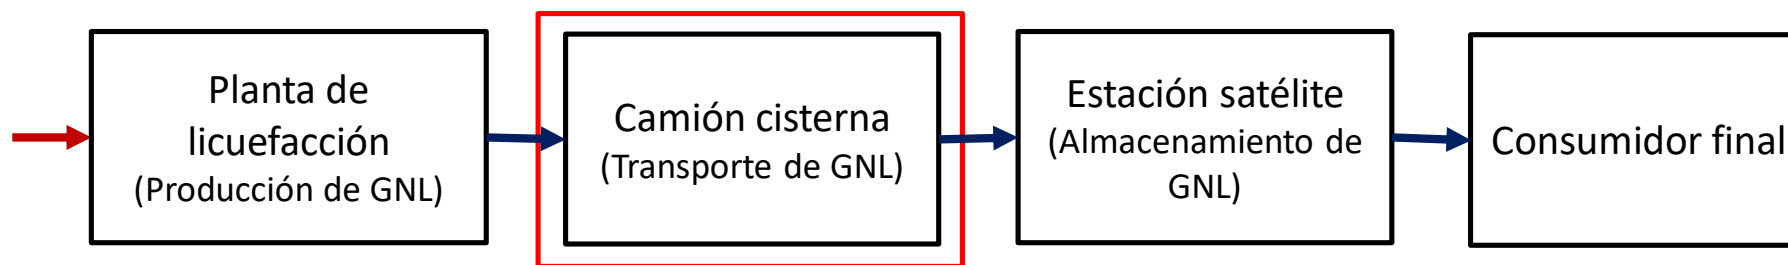 Planta de
licuefacción
(Producción de GNL)
Camión cisterna
(Transporte de GNL)
Estación satélite
(Almacenamiento de
GNL)
Consumidor final